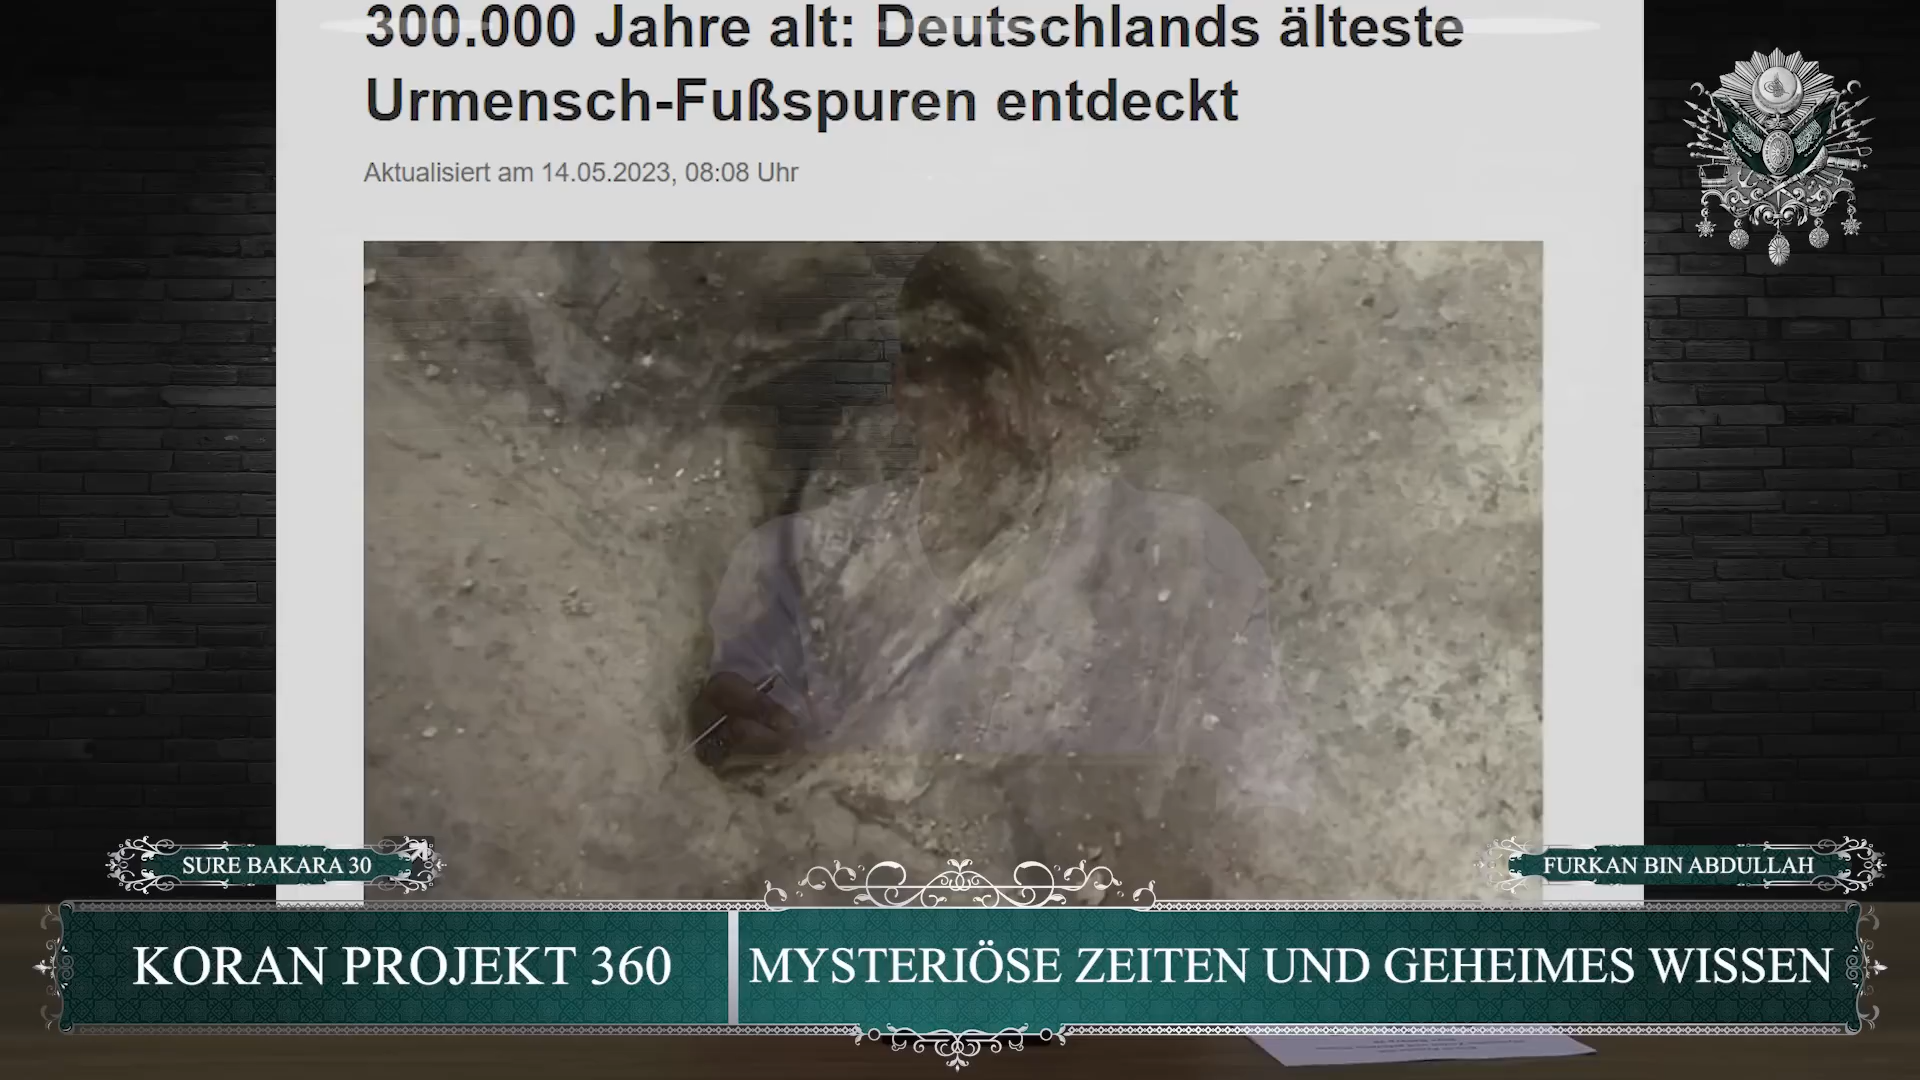 300.000 Jahre alt: Deutschlands älteste
Urmensch-Fußspuren entdeckt
Aktualisiert am 14.05.2023, 08:08 Uhr
SURE BAKARA 30
FURKAN BIN ABDULLAH
KORAN PROJEKT 360
MYSTERIÖSE ZEITEN UND GEHEIMES WISSEN